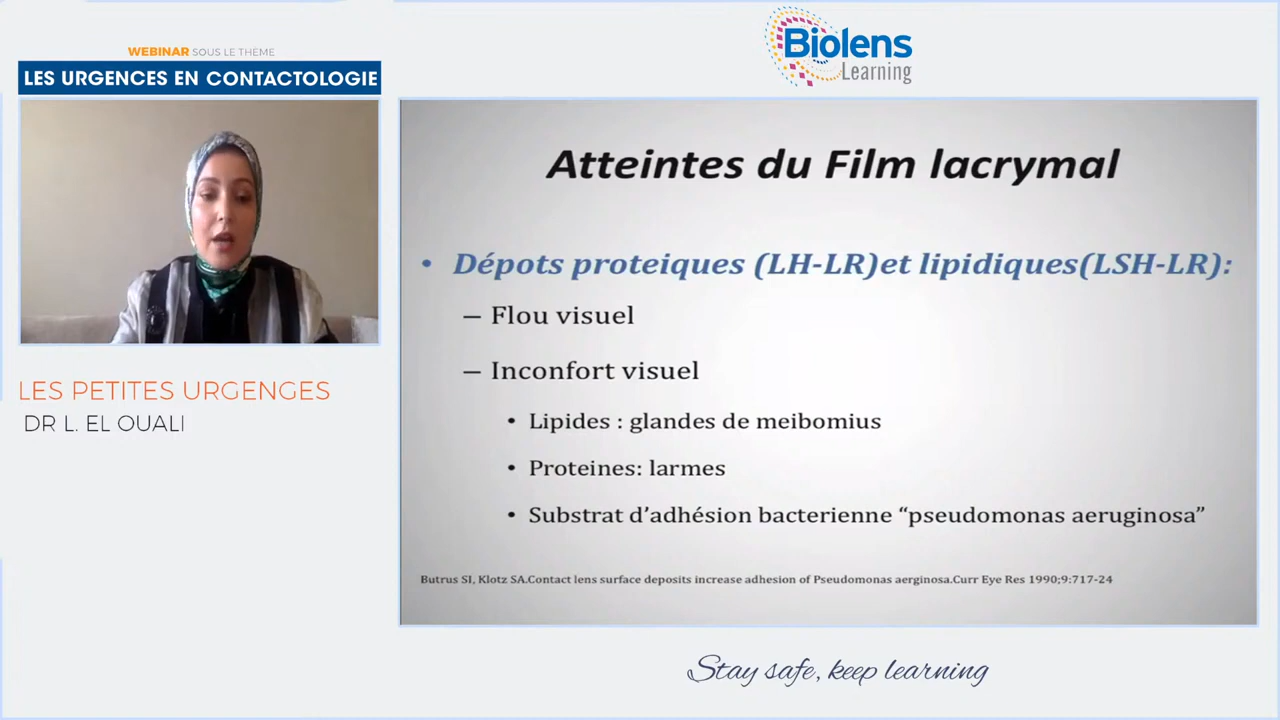 WEBINAR SOUS LE THEME
LES URGENCES EN CONTACTOLOGIE
Biolens
Learning
LES PETITES URGENGES
DR L. EL OUALI
Atteintes du Film lacrymal
• Dépots proteiques (LH-LR)et lipidiques(LSH-LR):
– Flou visuel
– Inconfort visuel
• Lipides : glandes de meibomius
• Proteines: larmes
• Substrat d’adhésion bacterienne “pseudomonas aeruginosa”
Butrus SI, Klotz SA.Contact lens surface deposits increase adhesion of Pseudomonas aerginosa.Curr Eye Res 1990;9:717-24
Stay safe, keep learning